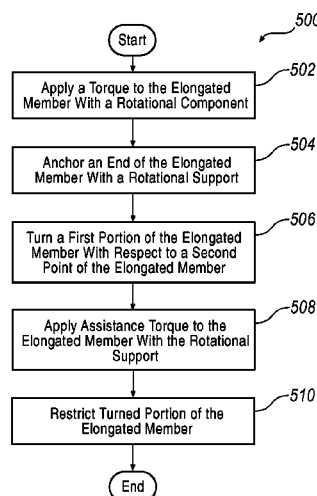 500
Start
Apply a Torque to the Elongated
Member With a Rotational Component
502
Anchor an End of the Elongated
Member With a Rotational Support
504
Turn a First Portion of the Elongated
Member With Respect to a Second
Point of the Elongated Member
506
Apply Assistance Torque to the
Elongated Member With the Rotational
Support
508
Restrict Turned Portion of the
Elongated Member
510
End